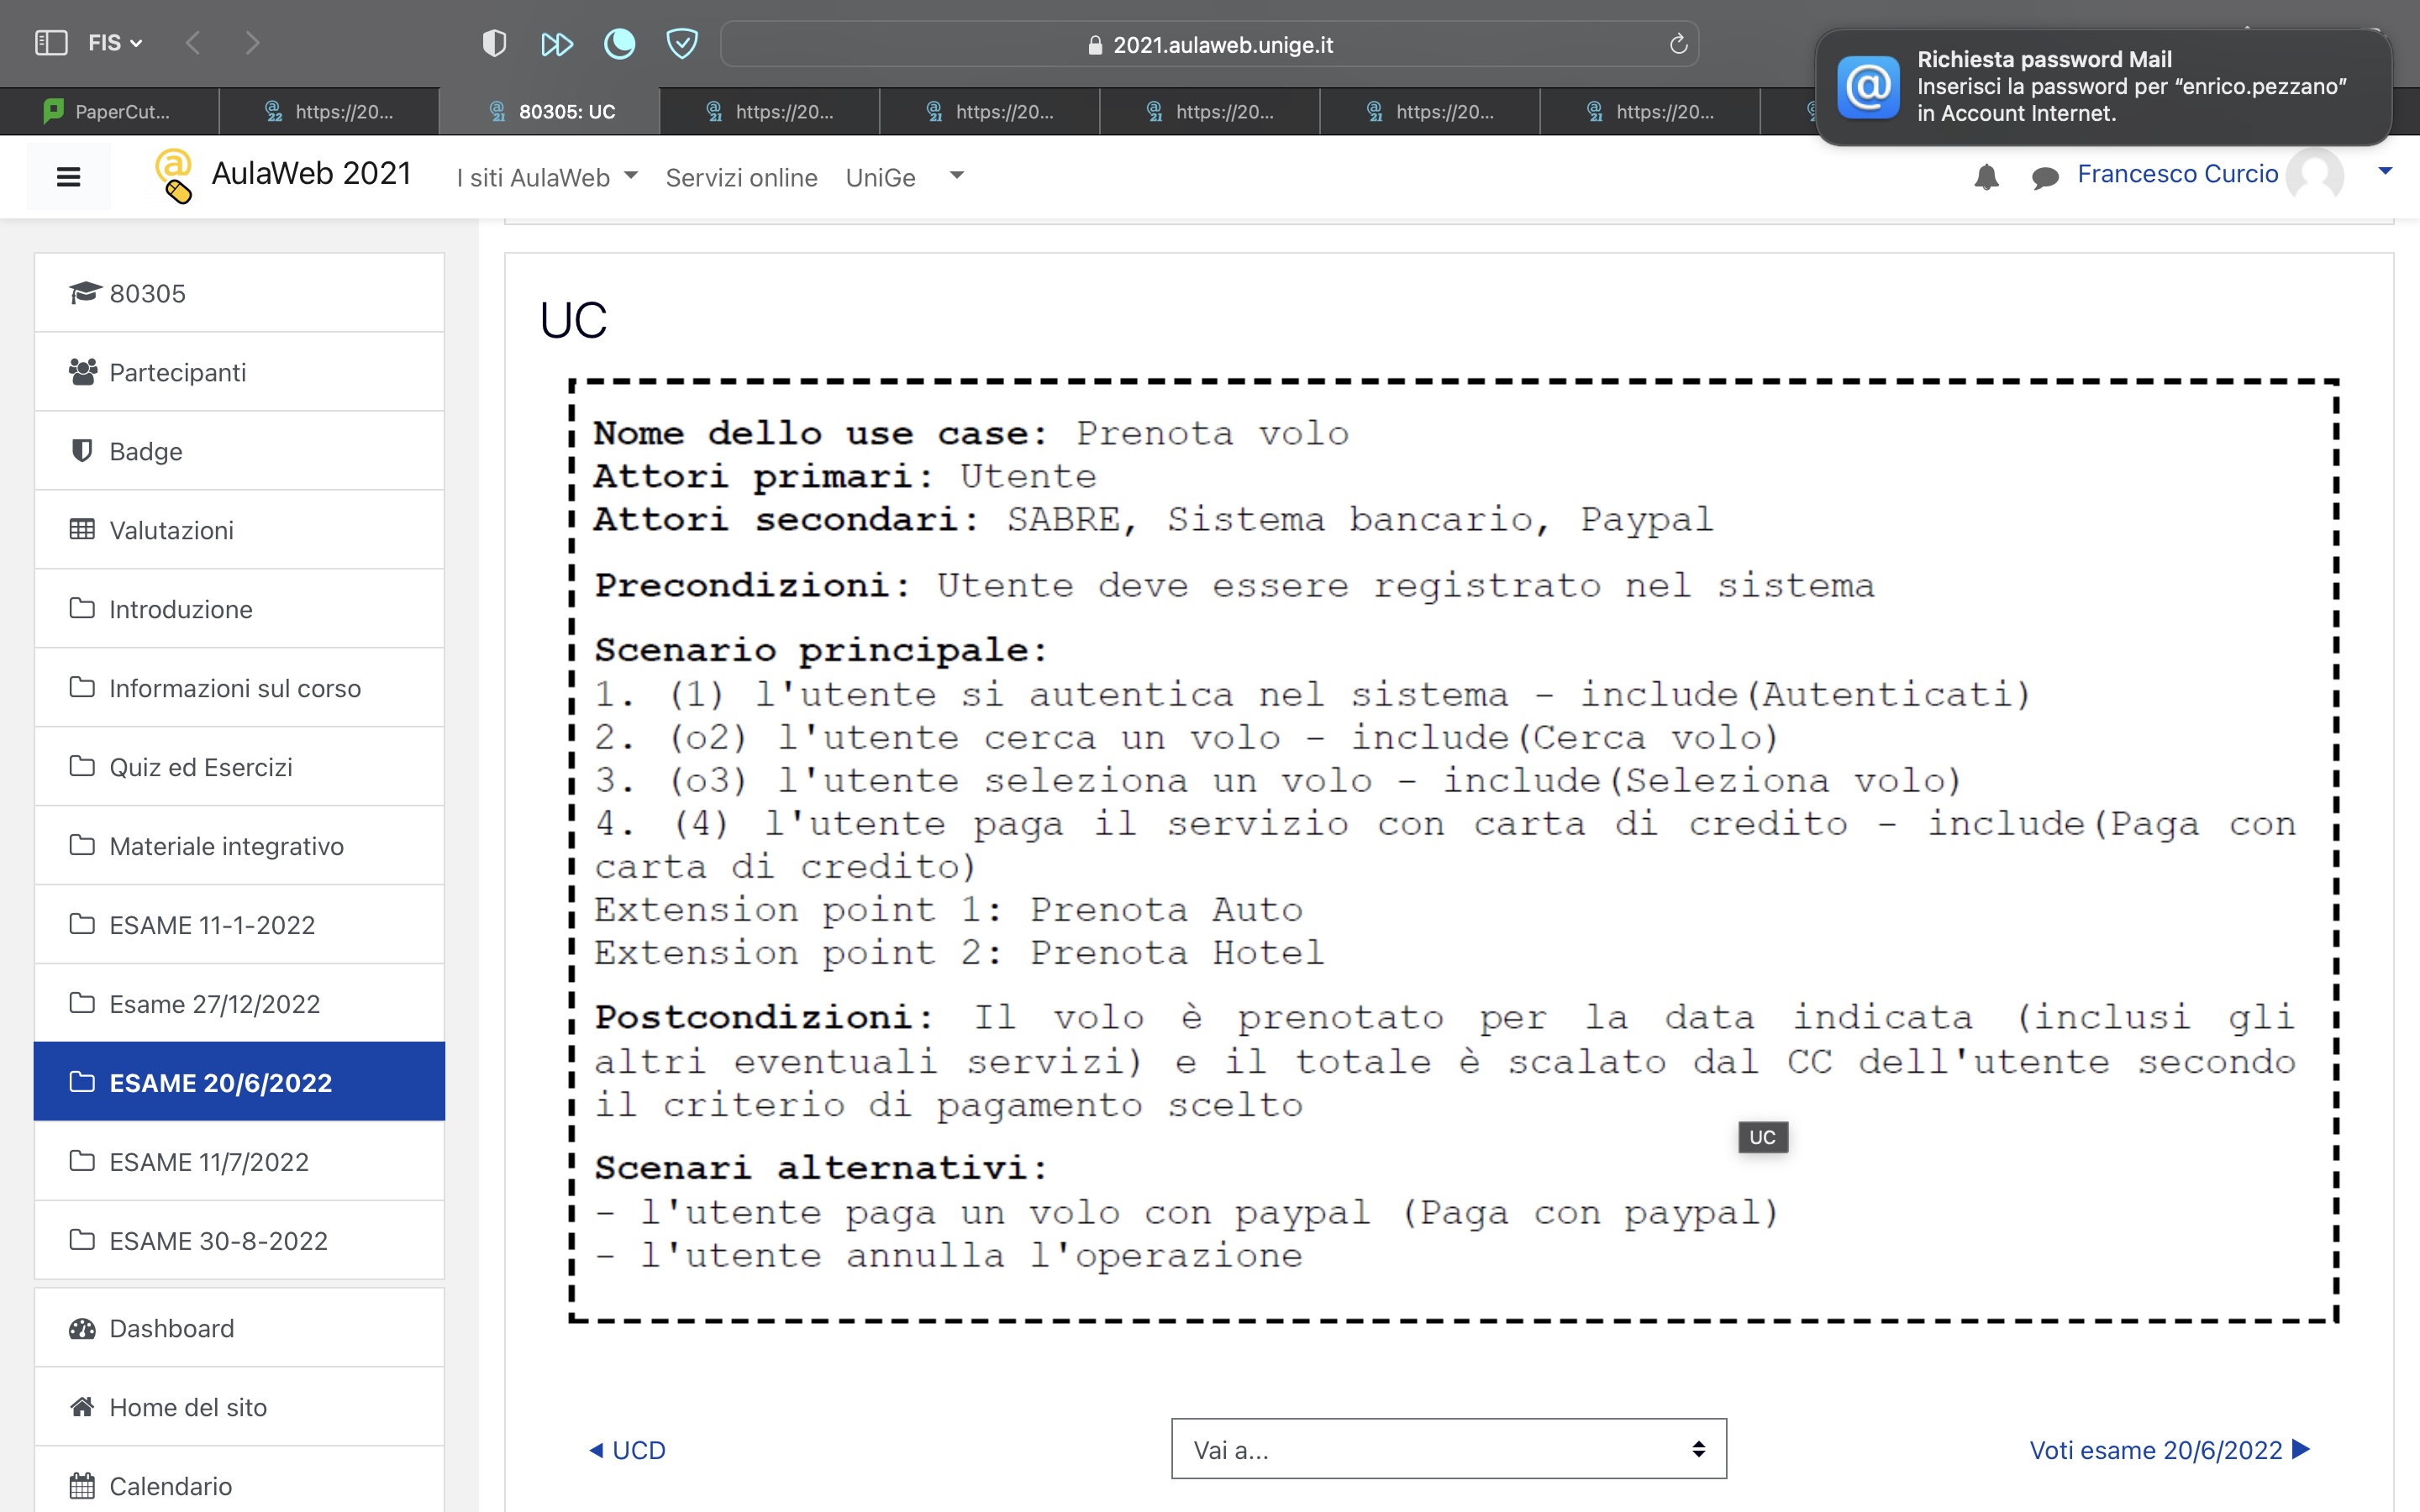 FIS
2021.aulaweb.unige.it
Richiesta password Mail
Inserisci la password per “enrico.pezzano”
in Account Internet.
PaperCut...
https://20...
80305: UC
https://20...
https://20...
https://20...
https://20...
https://20...
AulaWeb 2021
I siti AulaWeb
Servizi online
UniGe
Francesco Curcio
80305
Partecipanti
Badge
Valutazioni
Introduzione
Informazioni sul corso
Quiz ed Esercizi
Materiale integrativo
ESAME 11-1-2022
Esame 27/12/2022
ESAME 20/6/2022
ESAME 11/7/2022
ESAME 30-8-2022
Dashboard
Home del sito
Calendario
UC
Nome dello use case: Prenota volo
Attori primari: Utente
Attori secondari: SABRE, Sistema bancario, Paypal
Precondizioni: Utente deve essere registrato nel sistema
Scenario principale:
1. (1) l'utente si autentica nel sistema - include(Autenticati)
2. (o2) l'utente cerca un volo - include(Cerca volo)
3. (o3) l'utente seleziona un volo - include(Seleziona volo)
4. (4) l'utente paga il servizio con carta di credito - include(Paga con
carta di credito)
Extension point 1: Prenota Auto
Extension point 2: Prenota Hotel
Postcondizioni: Il volo è prenotato per la data indicata (inclusi gli
altri eventuali servizi) e il totale è scalato dal CC dell'utente secondo
il criterio di pagamento scelto
UC
Scenari alternativi:
- l'utente paga un volo con paypal (Paga con paypal)
- l'utente annulla l'operazione
◄ UCD
Vai a...
Voti esame 20/6/2022 ►